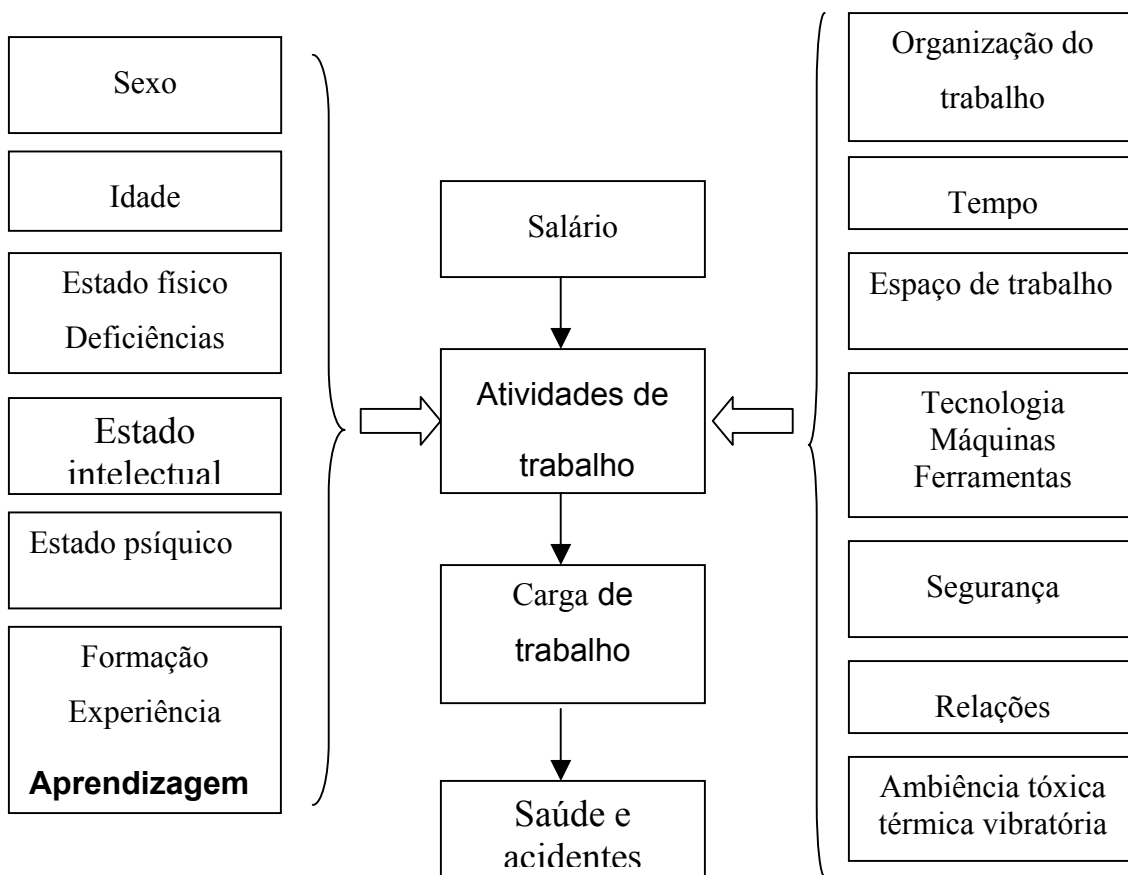 Sexo
Idade
Estado físico
Deficiências
Estado
intelectual
Estado psíquico
Formação
Experiência
Aprendizagem
Salário
Atividades de
trabalho
Carga de
trabalho
Saúde e
acidentes
Organização do
trabalho
Tempo
Espaço de trabalho
Tecnologia
Máquinas
Ferramentas
Segurança
Relações
Ambiência tóxica
térmica vibratória